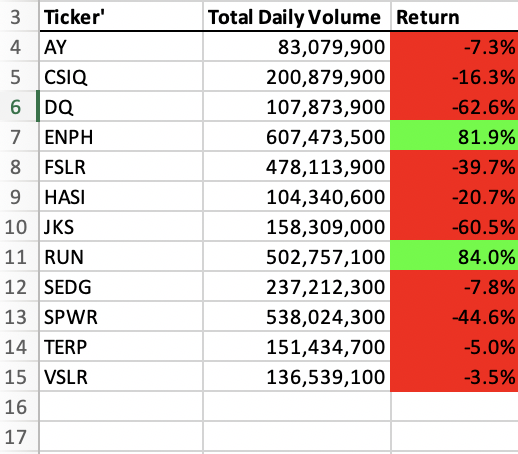 3 Ticker' Total Daily Volume Return
4 AY 83,079,900 -7.3%
5 CSIQ 200,879,900 -16.3%
6 DQ 107,873,900 -62.6%
7 ENPH 607,473,500 81.9%
8 FSLR 478,113,900 -39.7%
9 HASI 104,340,600 -20.7%
10 JKS 158,309,000 -60.5%
11 RUN 502,757,100 84.0%
12 SEDG 237,212,300 -7.8%
13 SPWR 538,024,300 -44.6%
14 TERP 151,434,700 -5.0%
15 VSLR 136,539,100 -3.5%
16
17